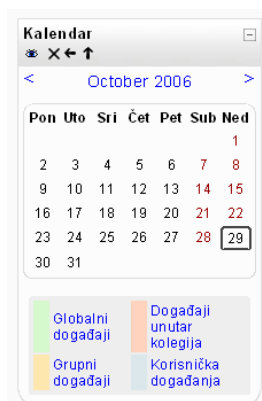 Kalendar
< October 2006 >
Pon Uto Sri Čet Pet Sub Ned
1
2 3 4 5 6 7 8
9 10 11 12 13 14 15
16 17 18 19 20 21 22
23 24 25 26 27 28 29
30 31
Globalni
događaji
Događaji
unutar
kolegija
Grupni
događaji
Korisnička
događanja